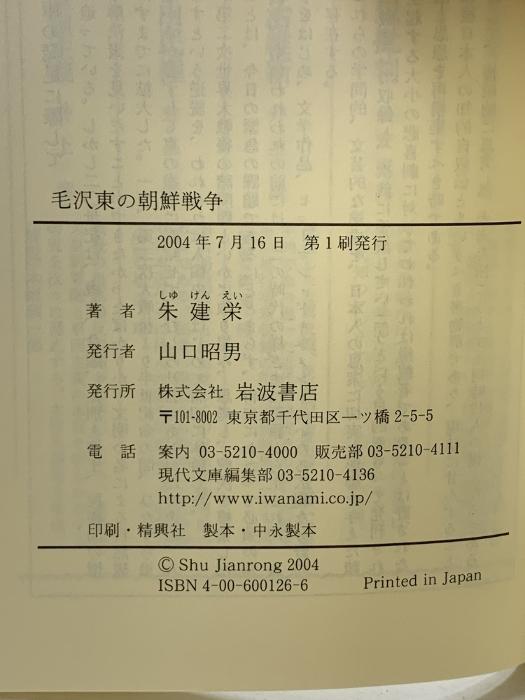 毛沢東の朝鮮戦争
2004年7月16日 第1刷発行
しゅ けん えい
著者 朱建栄
発行者 山口昭男
発行所 株式会社 岩波書店
〒101-8002 東京都千代田区一ツ橋2-5-5
電話 案内 03-5210-4000 販売部 03-5210-4111
現代文庫編集部 03-5210-4136
http://www.iwanami.co.jp/
印刷・精興社 製本・中永製本
© Shu Jianrong 2004
ISBN 4-00-600126-6 Printed in Japan